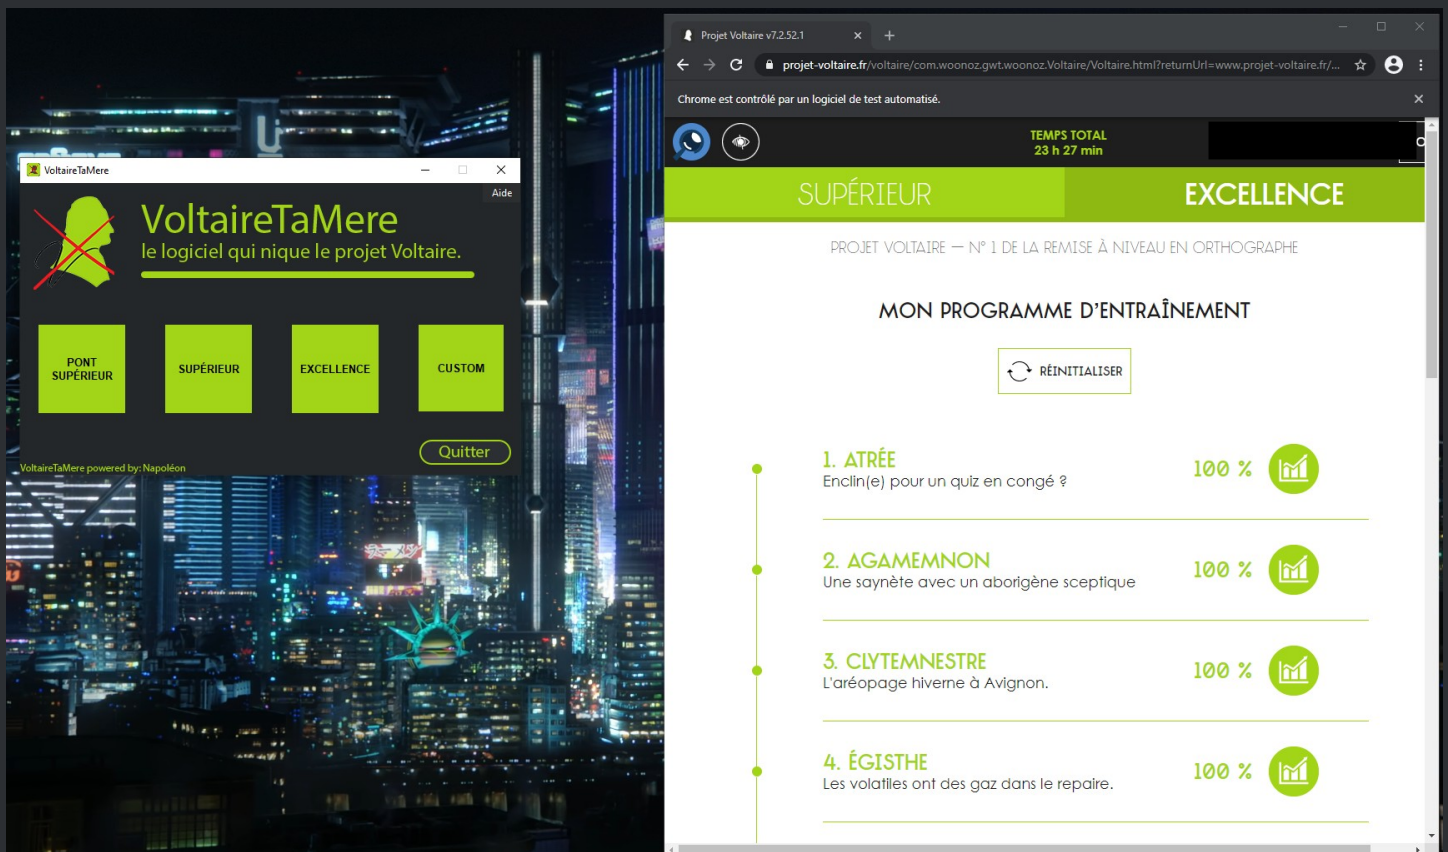 VoltaireTaMere
Aide
VoltaireTaMere
le logiciel qui nique le projet Voltaire.
PONT
SUPÉRIEUR
SUPÉRIEUR
EXCELLENCE
CUSTOM
Quitter
VoltaireTaMere powered by: Napoléon
Projet Voltaire v7.2.52.1
projet-voltaire.fr/voltaire/com.woonoz.gwt.woonoz.Voltaire/Voltaire.html?returnUrl=www.projet-voltaire.fr/...
Chrome est contrôlé par un logiciel de test automatisé.
TEMPS TOTAL
23 h 27 min
SUPÉRIEUR
EXCELLENCE
PROJET VOLTAIRE — N° 1 DE LA REMISE À NIVEAU EN ORTHOGRAPHE
MON PROGRAMME D'ENTRAÎNEMENT
RÉINITIALISER
1. ATRÉE
Enclin(e) pour un quiz en congé ?
100 %
2. AGAMEMNON
Une saynète avec un aborigène sceptique
100 %
3. CLYTEMNESTRE
L'aréopage hiverne à Avignon.
100 %
4. ÉGISTHE
Les volatiles ont des gaz dans le repaire.
100 %